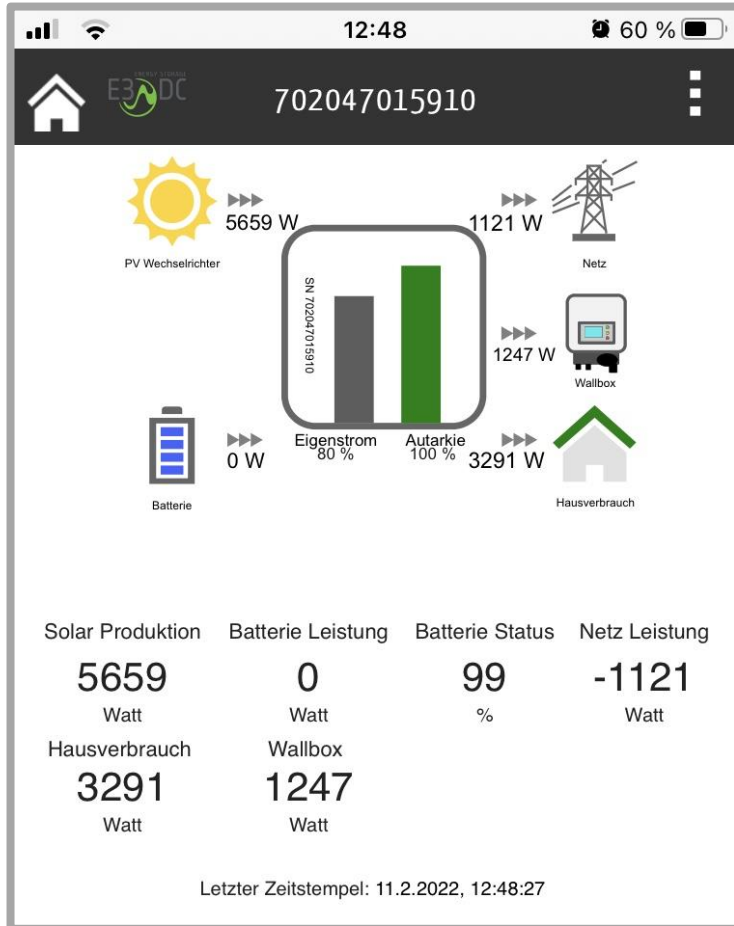 12:48
60 %
ENERGY STORAGE
E3 DC
702047015910
5659 W
1121 W
PV Wechselrichter
Netz
SN 702047015910
1247 W
Wallbox
Eigenstrom
80 %
Autarkie
100 %
0 W
3291 W
Batterie
Hausverbrauch
Solar Produktion
Batterie Leistung
Batterie Status
Netz Leistung
5659
0
99
-1121
Watt
Watt
%
Watt
Hausverbrauch
Wallbox
3291
1247
Watt
Watt
Letzter Zeitstempel: 11.2.2022, 12:48:27